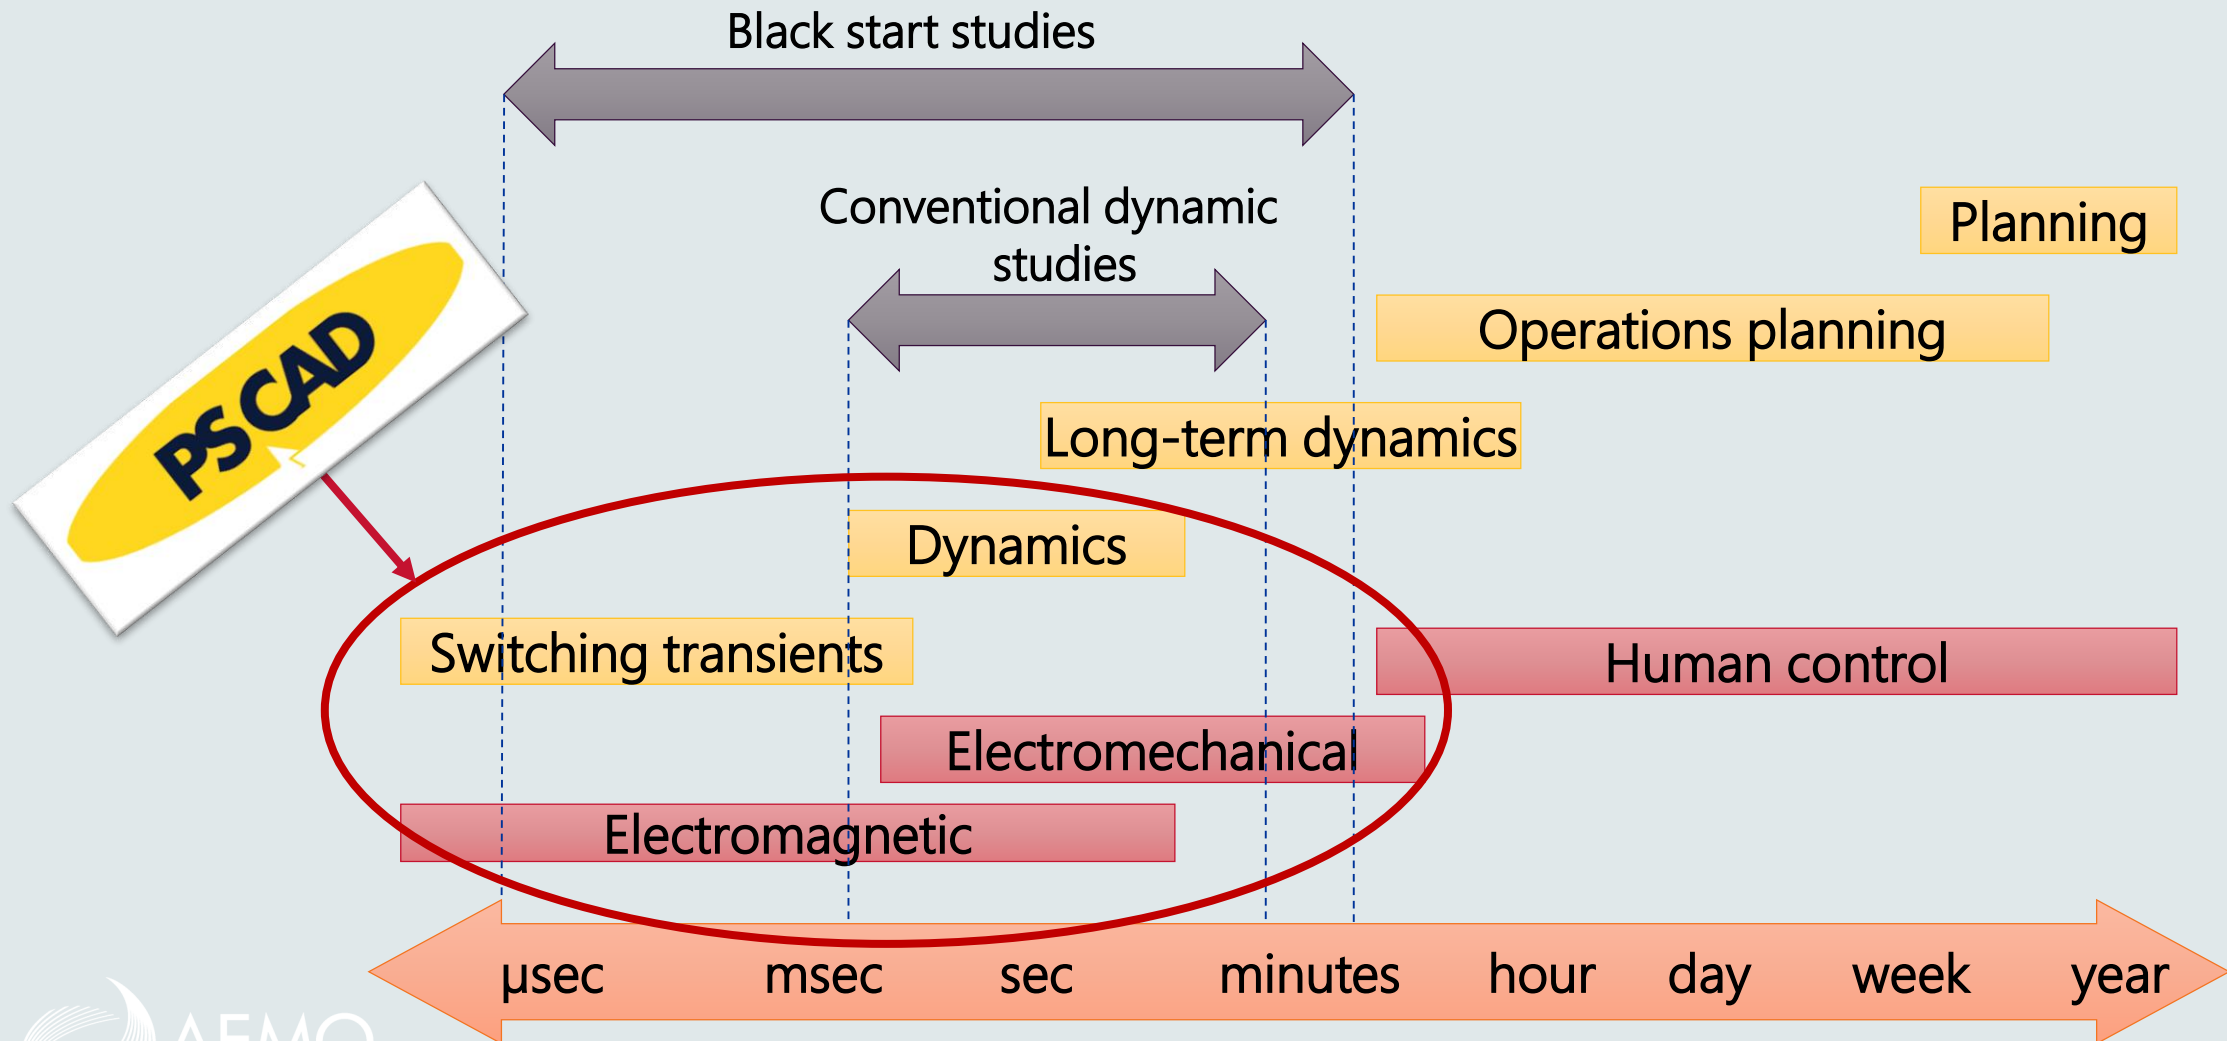 Black start studies
Conventional dynamic
studies
Planning
Operations planning
PSCAD
Long-term dynamics
Dynamics
Switching transients
Human control
Electromechanical
Electromagnetic
µsec msec sec minutes hour day week year
AEMO